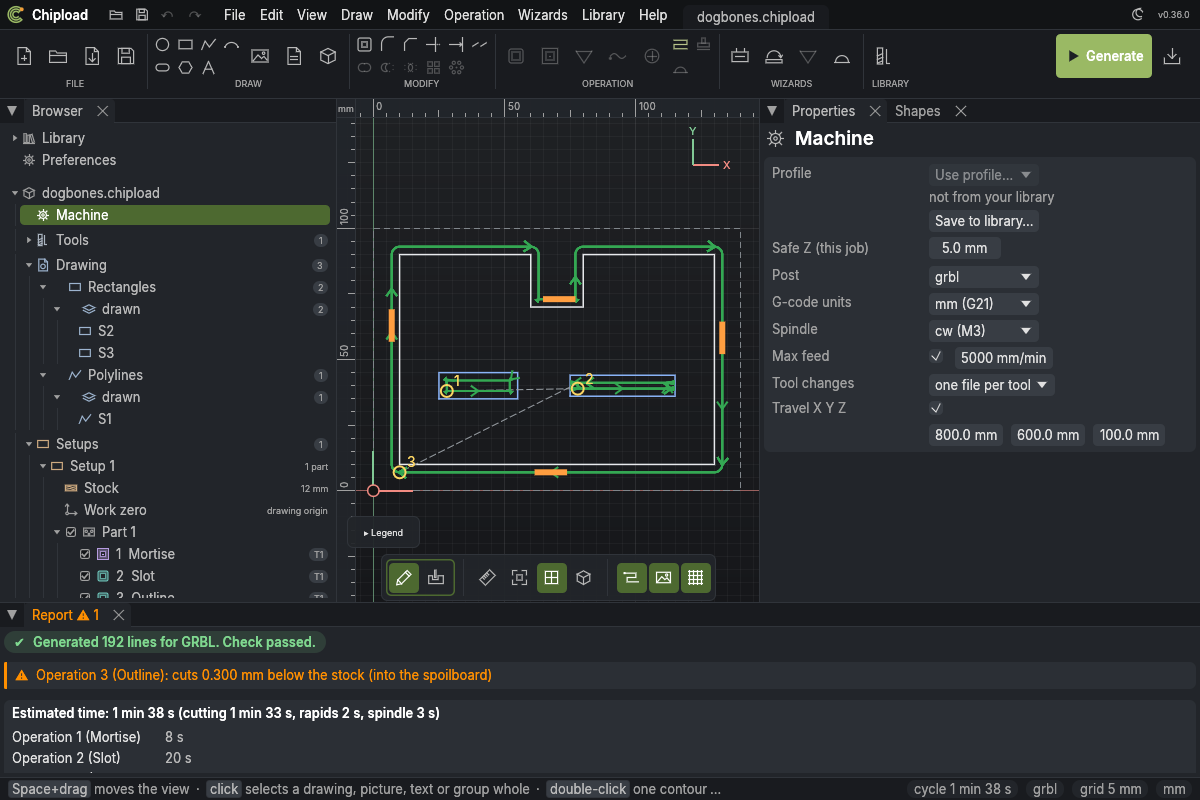 Chipload
File Edit View Draw Modify Operation Wizards Library Help
dogbones.chipload
v0.36.0
FILE
DRAW
MODIFY
OPERATION
WIZARDS
LIBRARY
Generate
Browser
Library
Preferences
dogbones.chipload
Machine
Tools 1
Drawing 3
Rectangles 2
drawn 2
S2
S3
Polylines 1
drawn 1
S1
Setups 1
Setup 1 1 part
Stock 12 mm
Work zero drawing origin
Part 1
1 Mortise T1
2 Slot T1
3 Outline T1
mm 0 50 100
100
50
0
Y
X
1
2
3
Legend
Properties
Shapes
Machine
Profile Use profile...
not from your library
Save to library...
Safe Z (this job) 5.0 mm
Post grbl
G-code units mm (G21)
Spindle cw (M3)
Max feed 5000 mm/min
Tool changes one file per tool
Travel X Y Z
800.0 mm 600.0 mm 100.0 mm
Report 1
Generated 192 lines for GRBL. Check passed.
Operation 3 (Outline): cuts 0.300 mm below the stock (into the spoilboard)
Estimated time: 1 min 38 s (cutting 1 min 33 s, rapids 2 s, spindle 3 s)
Operation 1 (Mortise) 8 s
Operation 2 (Slot) 20 s
Space+drag moves the view · click selects a drawing, picture, text or group whole · double-click one contour ...
cycle 1 min 38 s grbl grid 5 mm mm